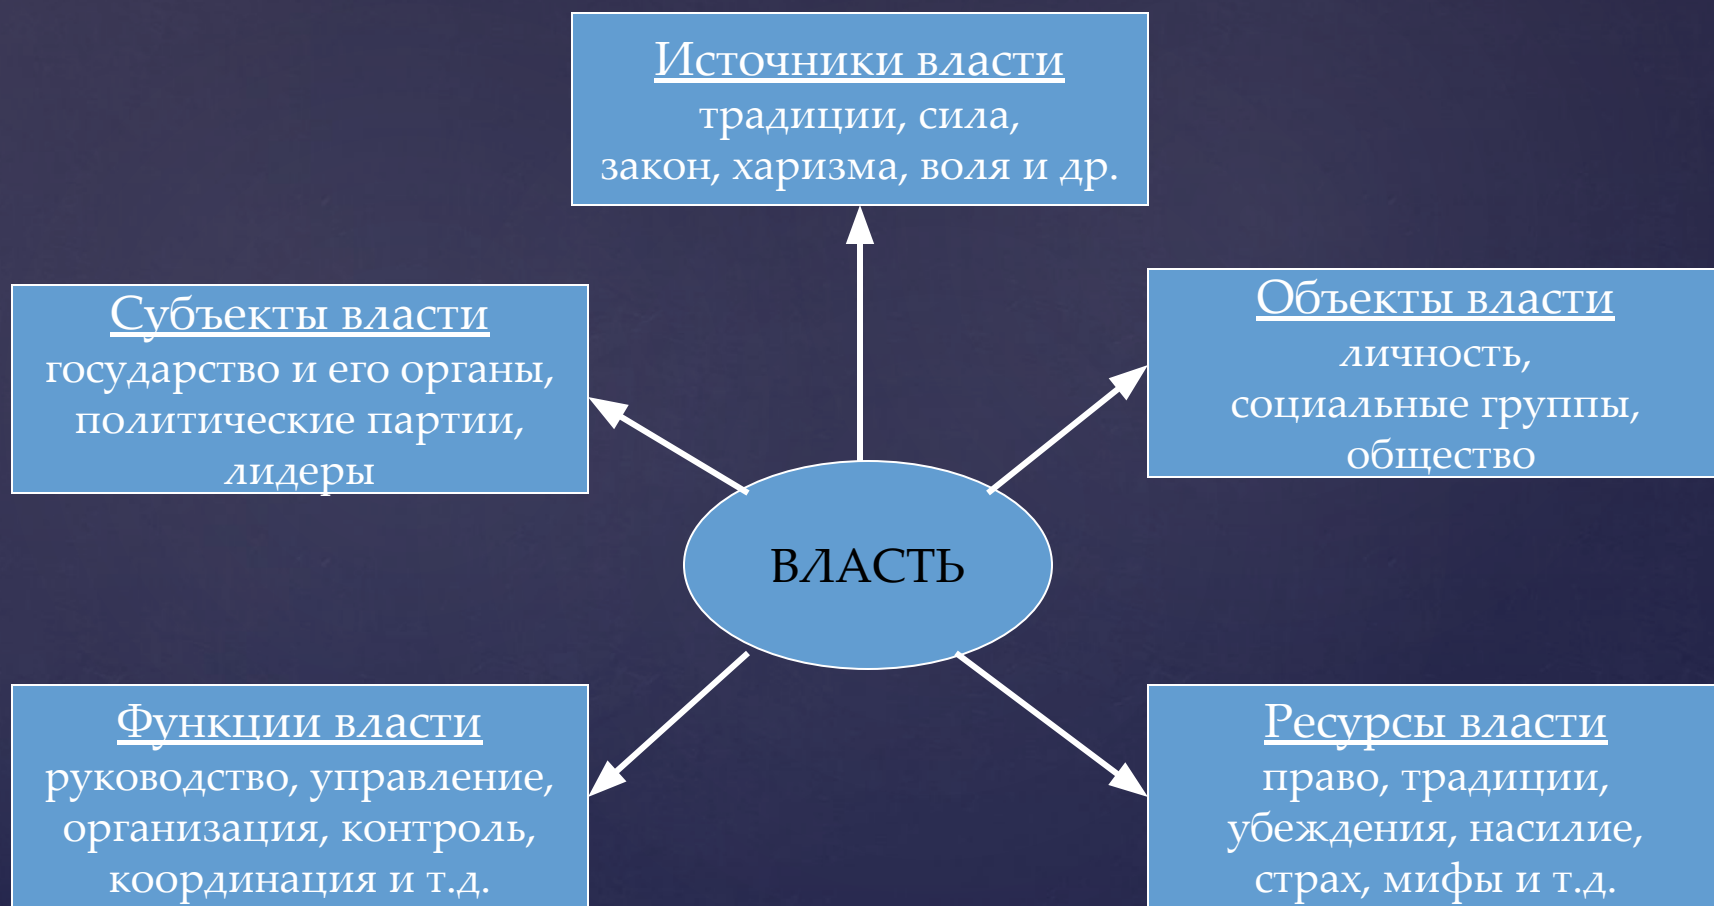 Источники власти
традиции, сила,
закон, харизма, воля и др.
Субъекты власти
государство и его органы,
политические партии,
лидеры
Объекты власти
личность,
социальные группы,
общество
ВЛАСТЬ
Функции власти
руководство, управление,
организация, контроль,
координация и т.д.
Ресурсы власти
право, традиции,
убеждения, насилие,
страх, мифы и т.д.